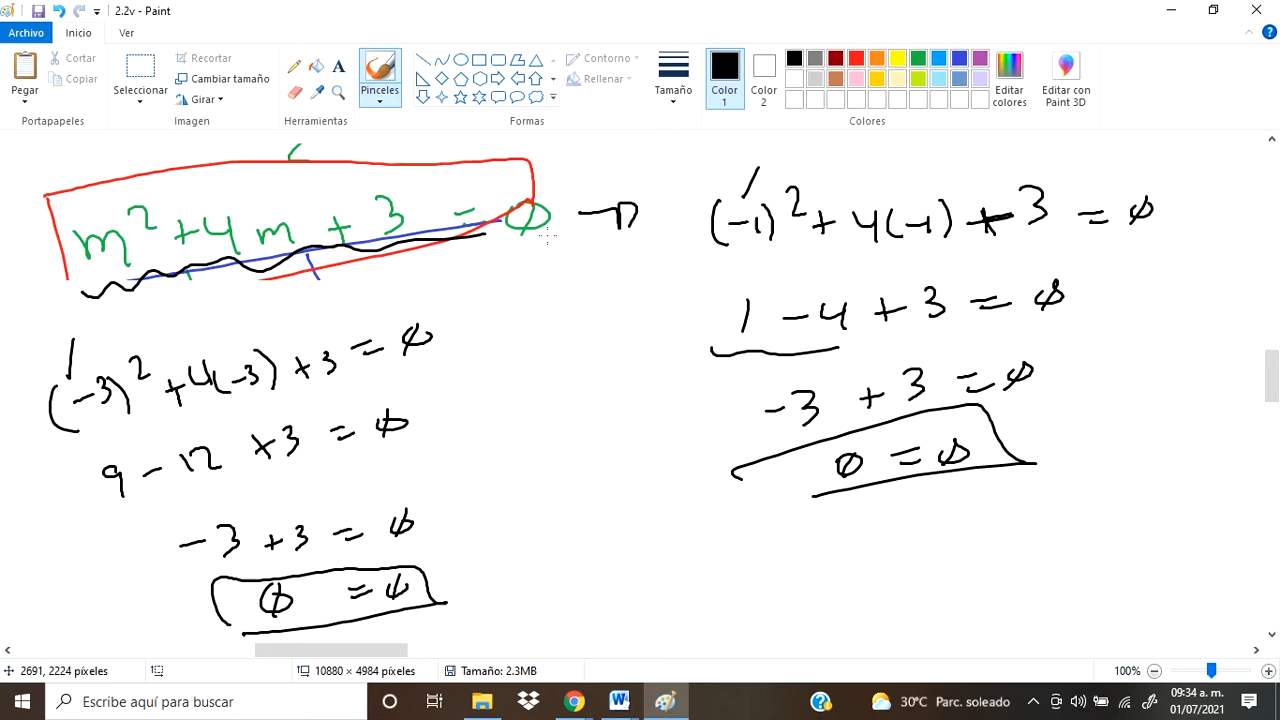 2.2v - Paint
Archivo Inicio Ver
Pegar
Cortar
Copiar
Portapapeles
Seleccionar
Recortar
Cambiar tamaño
Girar
Imagen
A
Herramientas
Pinceles
Contorno
Rellenar
Formas
Tamaño
Color 1
Color 2
Colores
Editar colores
Editar con Paint 3D
m² + 4m + 3 = 0
(-1)² + 4(-1) + 3 = 0
1 - 4 + 3 = 0
-3 + 3 = 0
0 = 0
(-3)² + 4(-3) + 3 = 0
9 - 12 + 3 = 0
-3 + 3 = 0
0 = 0
2691, 2224 píxeles
10880 × 4984 píxeles
Tamaño: 2.3MB
100%
Escribe aquí para buscar
30°C Parc. soleado
09:34 a. m.
01/07/2021